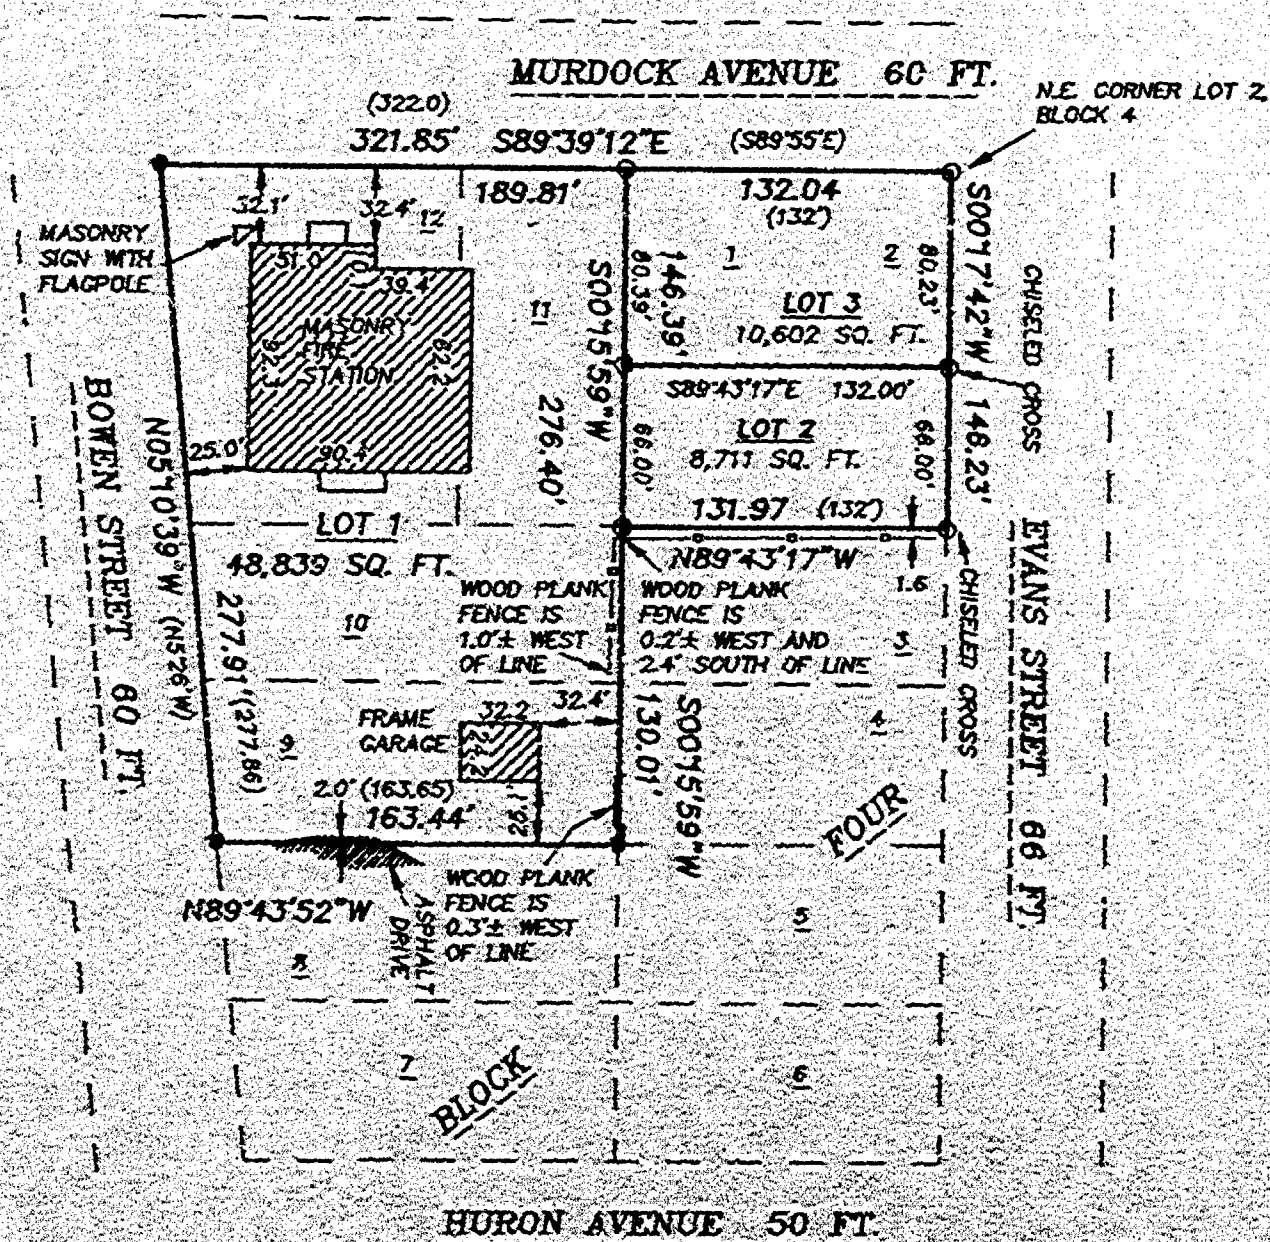 MURDOCK AVENUE 60 FT.
N.E. CORNER LOT 2,
BLOCK 4
(322.0)
321.85' S89°39'12"E (S89°55'E)
189.81'
132.04
(132')
32.1'
32.4'
12
MASONRY
SIGN WITH
FLAGPOLE
51.0
39.4
MASONRY
FIRE
STATION
92.3
62.2
90.4
25.0'
11
S00°15'59"W
276.40'
146.39'
80.39'
66.00'
1
2
80.23'
LOT 3
10,602 SQ. FT.
S89°43'17"E 132.00'
LOT 2
8,711 SQ. FT.
66.00'
131.97 (132')
N89°43'17"W
1.6
S00°17'42"W 146.23'
CHISELED CROSS
CHISELED CROSS
EVANS STREET 66 FT.
BOWEN STREET 60 FT.
N05°10'39"W (N5°26'W)
277.91' (277.86)
LOT 1
48,839 SQ. FT.
10
WOOD PLANK
FENCE IS
1.0'± WEST
OF LINE
WOOD PLANK
FENCE IS
0.2'± WEST AND
2.4' SOUTH OF LINE
3
4
9
FRAME
GARAGE
32.2
24.2
32.4'
26.1'
S00°15'59"W
130.01'
2.0' (163.65)
163.44'
N89°43'52"W
ASPHALT
DRIVE
WOOD PLANK
FENCE IS
0.3'± WEST
OF LINE
FOUR
5
8
7
BLOCK
6
HURON AVENUE 50 FT.